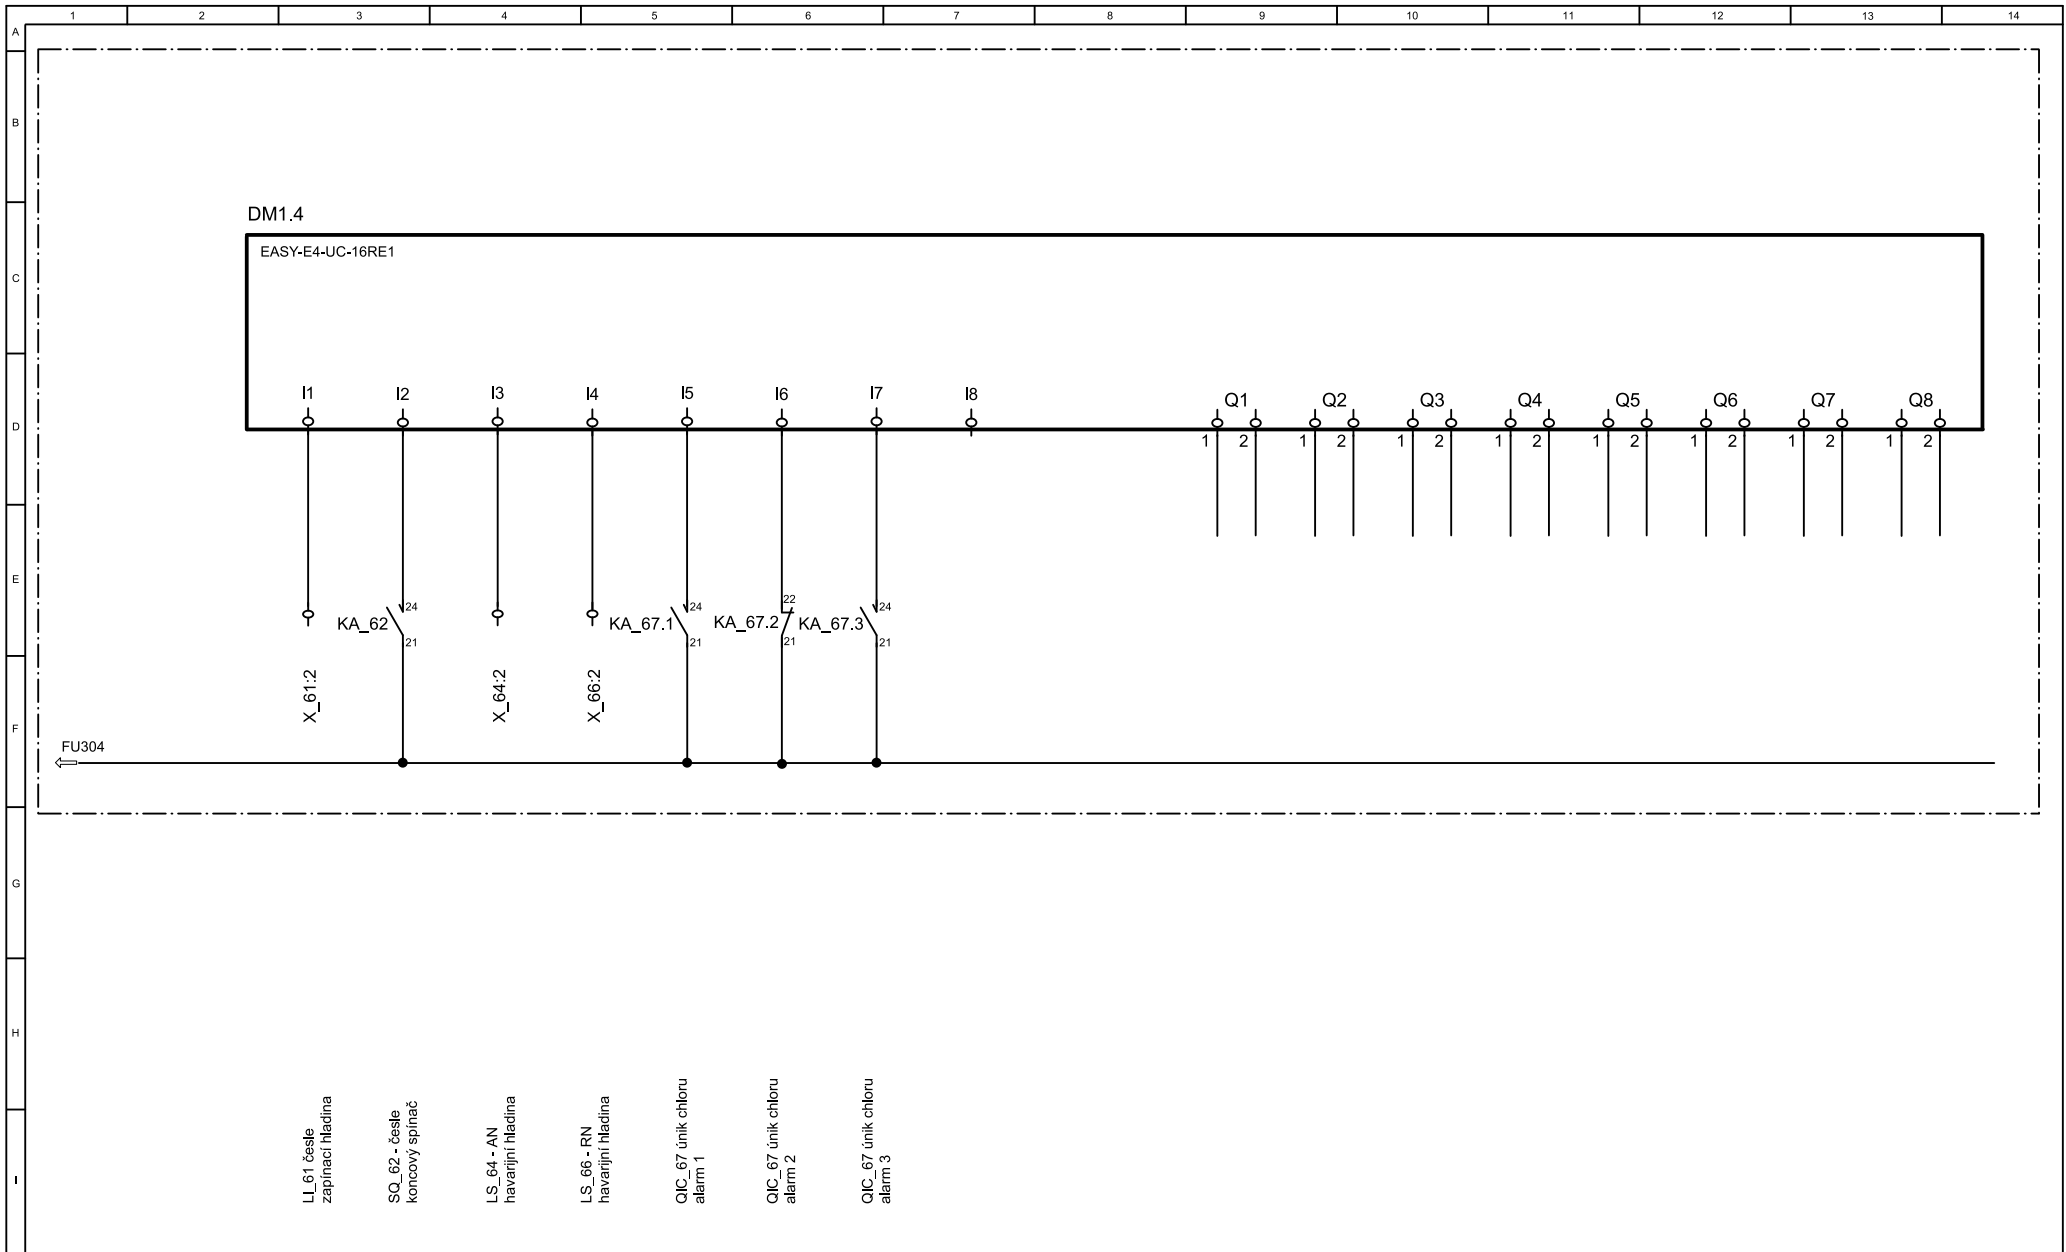 1 2 3 4 5 6 7 8 9 10 11 12 13 14
A
B
C
D
E
F
G
H
I
DM1.4
EASY-E4-UC-16RE1
I1 I2 I3 I4 I5 I6 I7 I8
Q1 Q2 Q3 Q4 Q5 Q6 Q7 Q8
1 2 1 2 1 2 1 2 1 2 1 2 1 2 1 2
24 24 22 24
KA_62 KA_67.1 KA_67.2 KA_67.3
21 21 21 21
X_61:2
X_64:2
X_66:2
FU304
LI_61 česle
zapínací hladina
SQ_62 - česle
koncový spínač
LS_64 - AN
havarijní hladina
LS_66 - RN
havarijní hladina
QIC_67 únik chloru
alarm 1
QIC_67 únik chloru
alarm 2
QIC_67 únik chloru
alarm 3